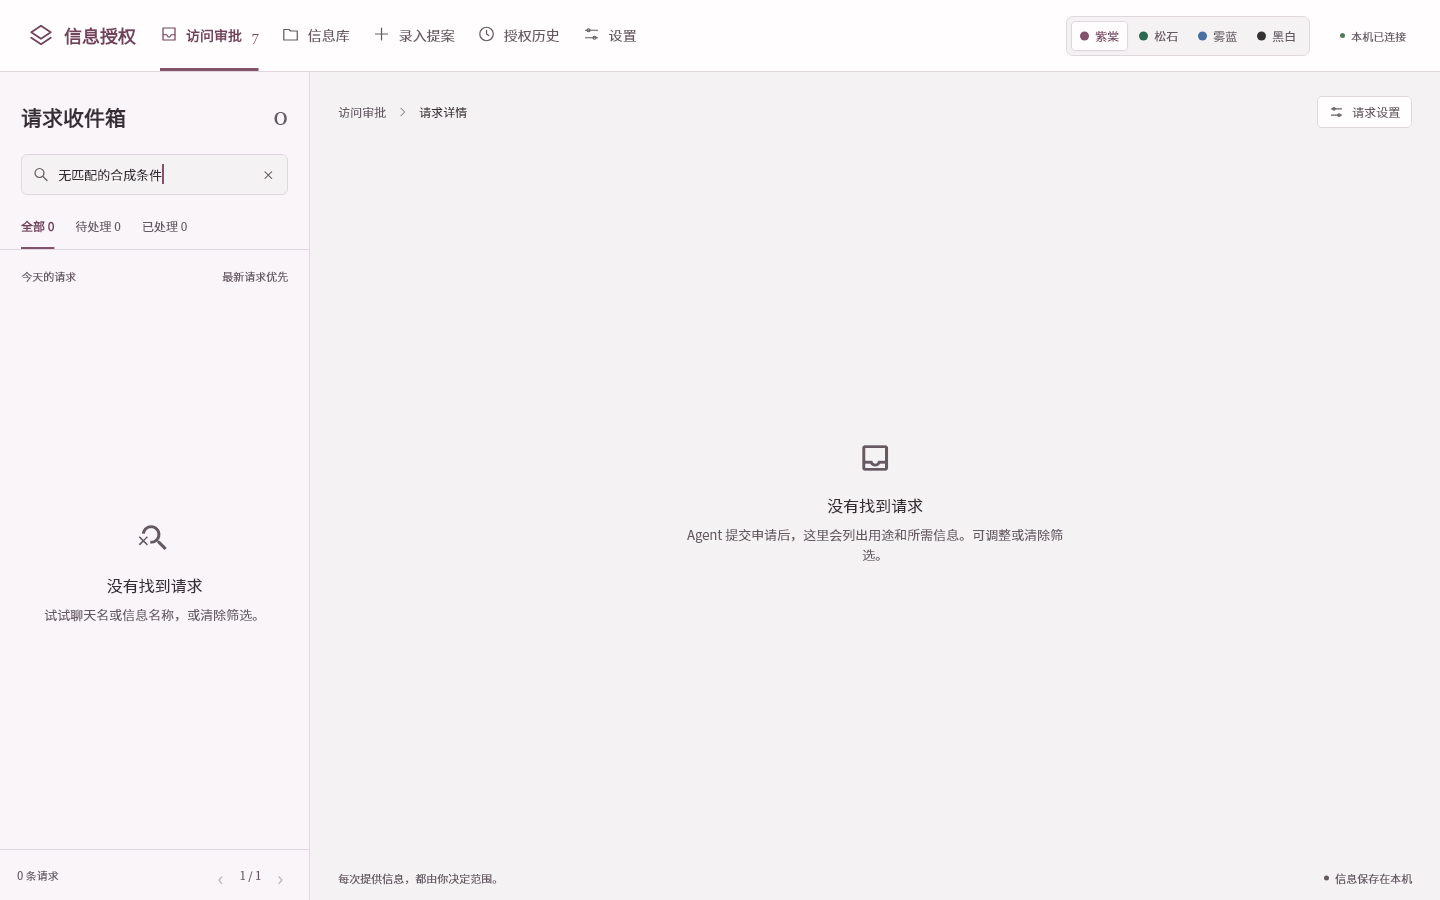 信息授权
访问审批 7
信息库
录入提案
授权历史
设置
紫棠
松石
雾蓝
黑白
本机已连接
请求收件箱 0
无匹配的合成条件
全部 0
待处理 0
已处理 0
今天的请求
最新请求优先
没有找到请求
试试聊天名或信息名称，或清除筛选。
0 条请求
1 / 1
访问审批
请求详情
请求设置
没有找到请求
Agent 提交申请后，这里会列出用途和所需信息。可调整或清除筛
选。
每次提供信息，都由你决定范围。
信息保存在本机